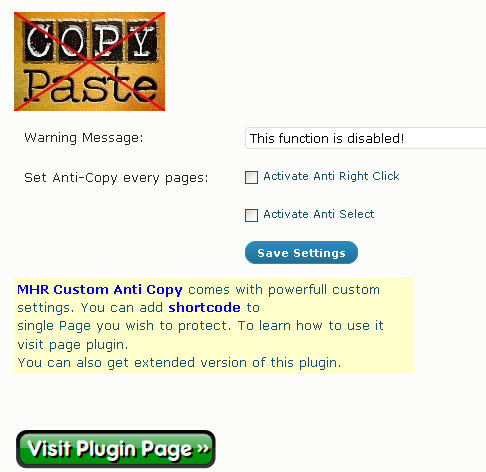 COPY
Paste
Warning Message:
This function is disabled!
Set Anti-Copy every pages:
Activate Anti Right Click
Activate Anti Select
Save Settings
MHR Custom Anti Copy comes with powerfull custom
settings. You can add shortcode to
single Page you wish to protect. To learn how to use it
visit page plugin.
You can also get extended version of this plugin.
Visit Plugin Page »